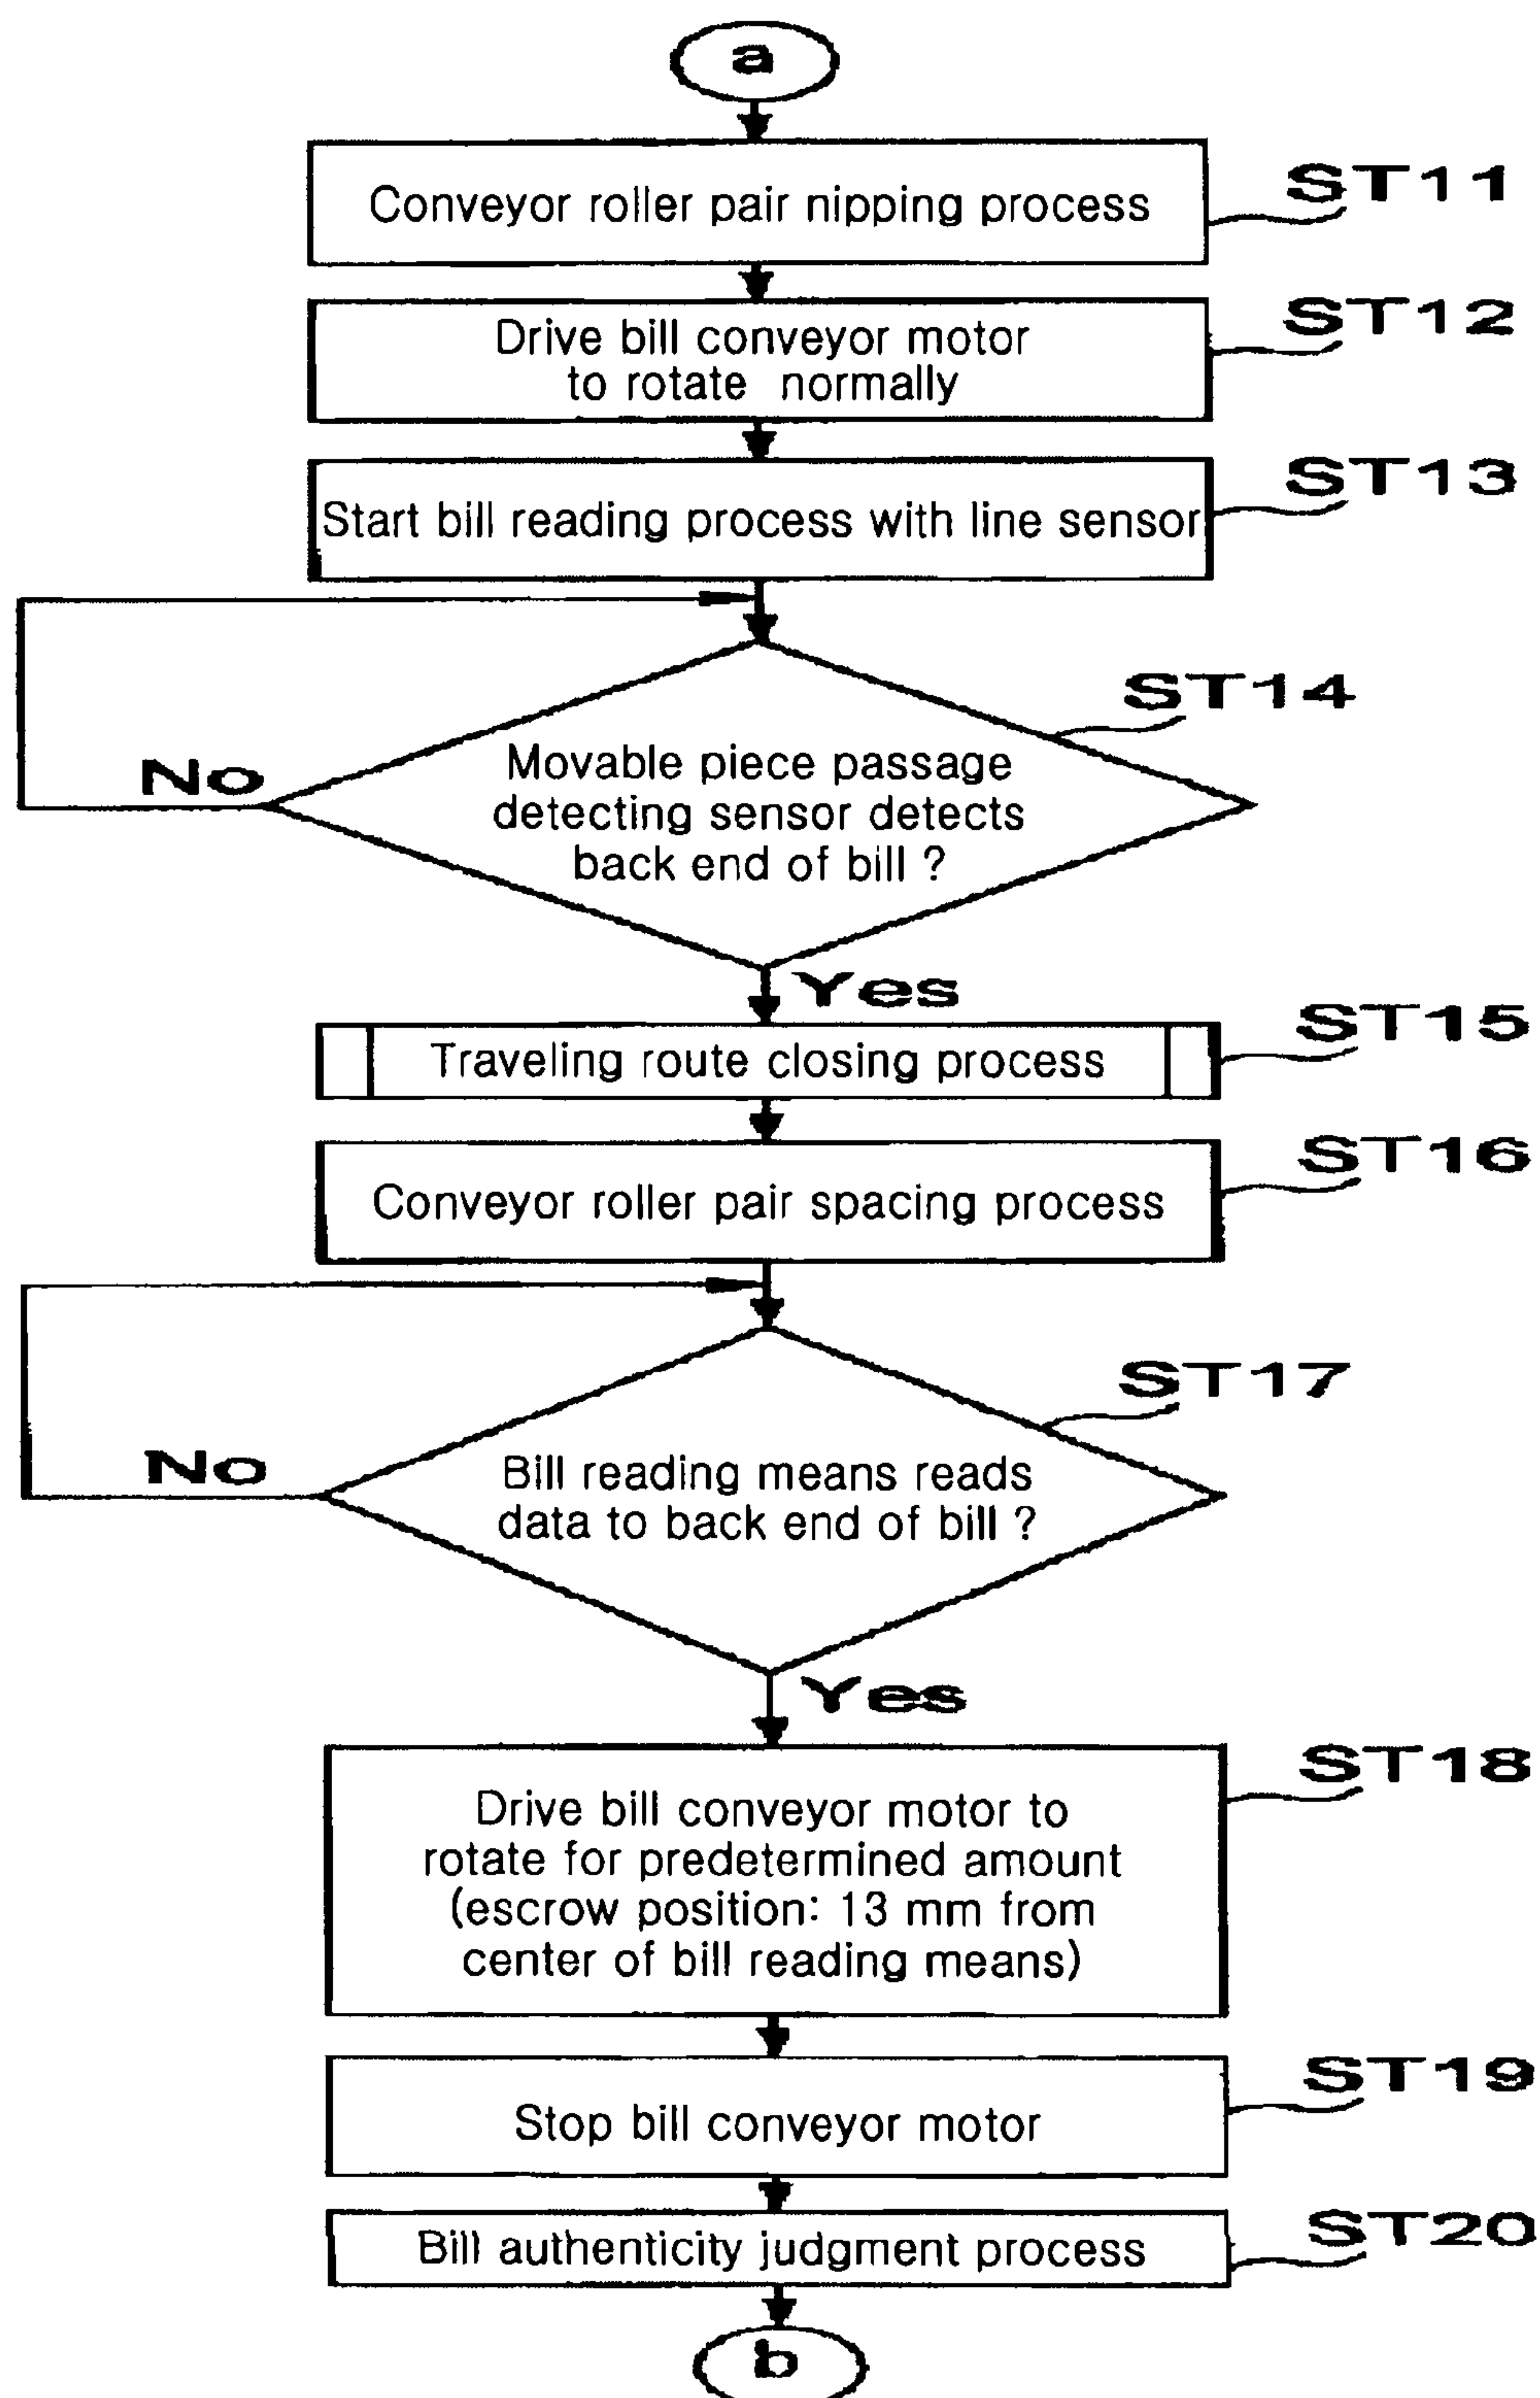 a
Conveyor roller pair nipping process
ST11
Drive bill conveyor motor
to rotate normally
ST12
Start bill reading process with line sensor
ST13
ST14
Movable piece passage
detecting sensor detects
back end of bill ?
No
Yes
Traveling route closing process
ST15
Conveyor roller pair spacing process
ST16
ST17
Bill reading means reads
data to back end of bill ?
No
Yes
Drive bill conveyor motor to
rotate for predetermined amount
(escrow position: 13 mm from
center of bill reading means)
ST18
Stop bill conveyor motor
ST19
Bill authenticity judgment process
ST20
b